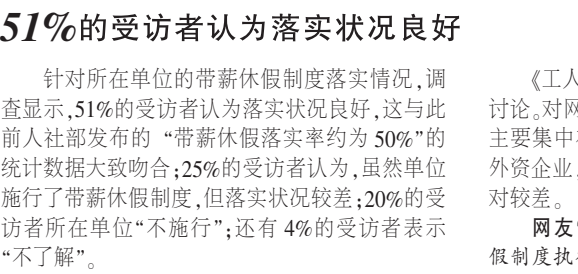 51%的受访者认为落实状况良好
针对所在单位的带薪休假制度落实情况,调
查显示,51%的受访者认为落实状况良好,这与此
前人社部发布的“带薪休假落实率约为50%”的
统计数据大致吻合;25%的受访者认为,虽然单位
施行了带薪休假制度,但落实状况较差;20%的受
访者所在单位“不施行”;还有4%的受访者表示
“不了解”。
《工人
讨论。对网
主要集中
外资企业,
对较差。
网友
假制度执